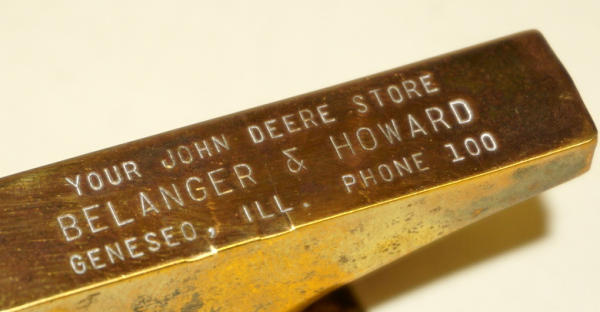 YOUR JOHN DEERE STORE
BELANGER & HOWARD
GENESEO, ILL. PHONE 100